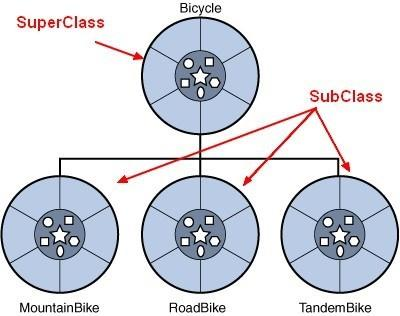 Bicycle
SuperClass
SubClass
MountainBike
RoadBike
TandemBike